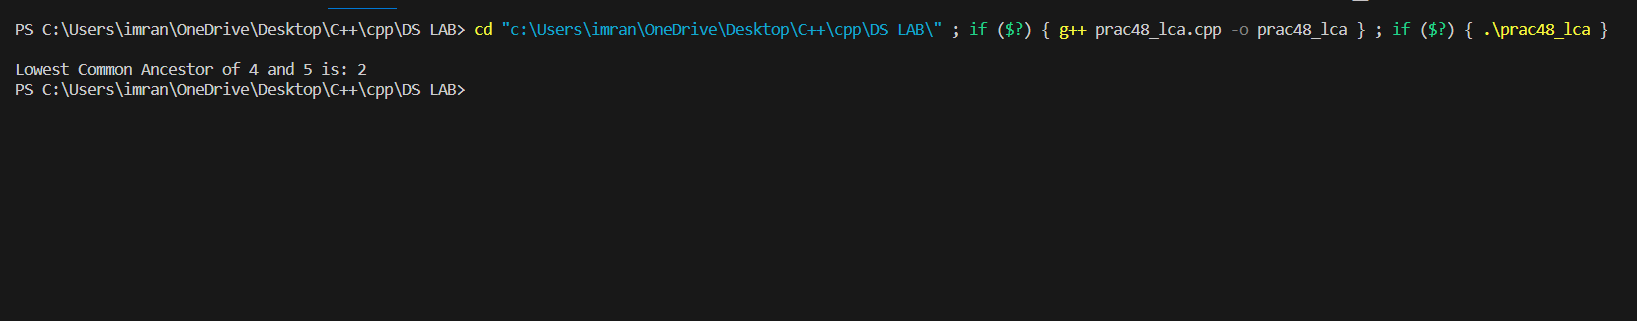 PS C:\Users\imran\OneDrive\Desktop\C++\cpp\DS LAB> cd "c:\Users\imran\OneDrive\Desktop\C++\cpp\DS LAB\" ; if ($?) { g++ prac48_lca.cpp -o prac48_lca } ; if ($?) { .\prac48_lca }
Lowest Common Ancestor of 4 and 5 is: 2
PS C:\Users\imran\OneDrive\Desktop\C++\cpp\DS LAB>